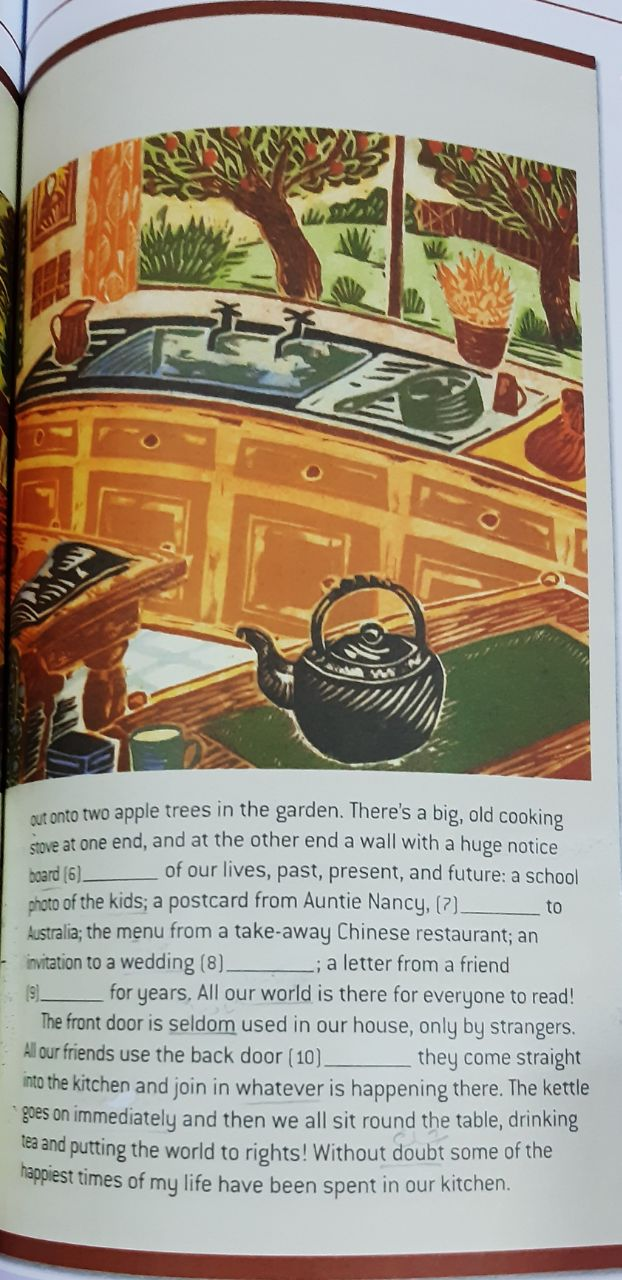 out onto two apple trees in the garden. There's a big, old cooking
stove at one end, and at the other end a wall with a huge notice
board (6)________ of our lives, past, present, and future: a school
photo of the kids; a postcard from Auntie Nancy, (7)________ to
Australia; the menu from a take-away Chinese restaurant; an
invitation to a wedding (8)________; a letter from a friend
(9)______ for years. All our world is there for everyone to read!
The front door is seldom used in our house, only by strangers.
All our friends use the back door (10)________ they come straight
into the kitchen and join in whatever is happening there. The kettle
goes on immediately and then we all sit round the table, drinking
tea and putting the world to rights! Without doubt some of the
happiest times of my life have been spent in our kitchen.